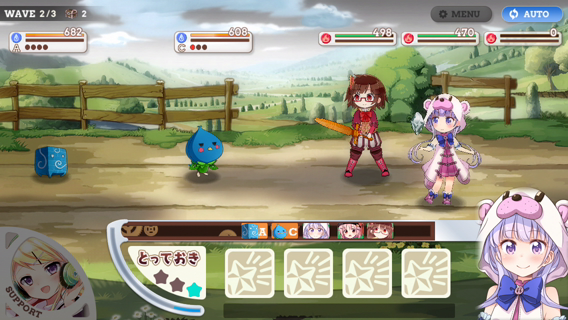 WAVE 2/3 2
MENU
AUTO
682
A
608
C
498
470
0
A C
とっておき
SUPPORT